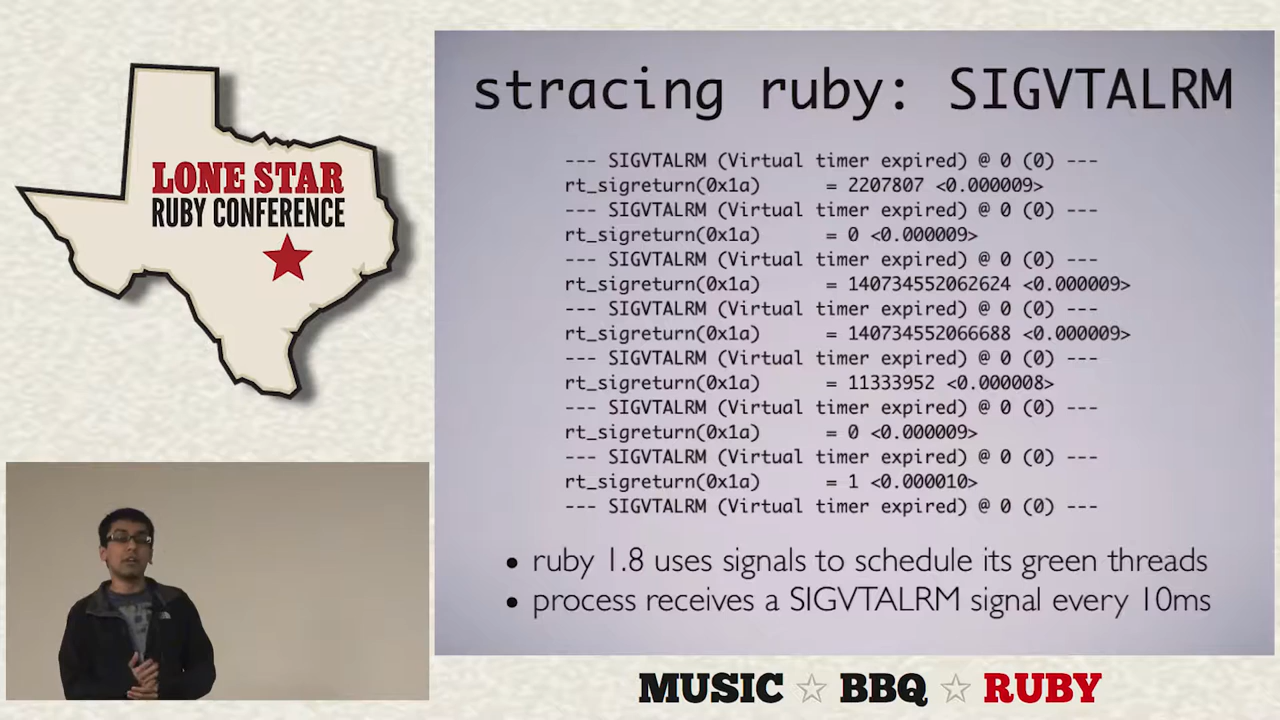 LONE STAR
RUBY CONFERENCE
stracing ruby: SIGVTALRM
--- SIGVTALRM (Virtual timer expired) @ 0 (0) ---
rt_sigreturn(0x1a) = 2207807 <0.000009>
--- SIGVTALRM (Virtual timer expired) @ 0 (0) ---
rt_sigreturn(0x1a) = 0 <0.000009>
--- SIGVTALRM (Virtual timer expired) @ 0 (0) ---
rt_sigreturn(0x1a) = 140734552062624 <0.000009>
--- SIGVTALRM (Virtual timer expired) @ 0 (0) ---
rt_sigreturn(0x1a) = 140734552066688 <0.000009>
--- SIGVTALRM (Virtual timer expired) @ 0 (0) ---
rt_sigreturn(0x1a) = 11333952 <0.000008>
--- SIGVTALRM (Virtual timer expired) @ 0 (0) ---
rt_sigreturn(0x1a) = 0 <0.000009>
--- SIGVTALRM (Virtual timer expired) @ 0 (0) ---
rt_sigreturn(0x1a) = 1 <0.000010>
--- SIGVTALRM (Virtual timer expired) @ 0 (0) ---
• ruby 1.8 uses signals to schedule its green threads
• process receives a SIGVTALRM signal every 10ms
MUSIC ☆ BBQ ☆ RUBY